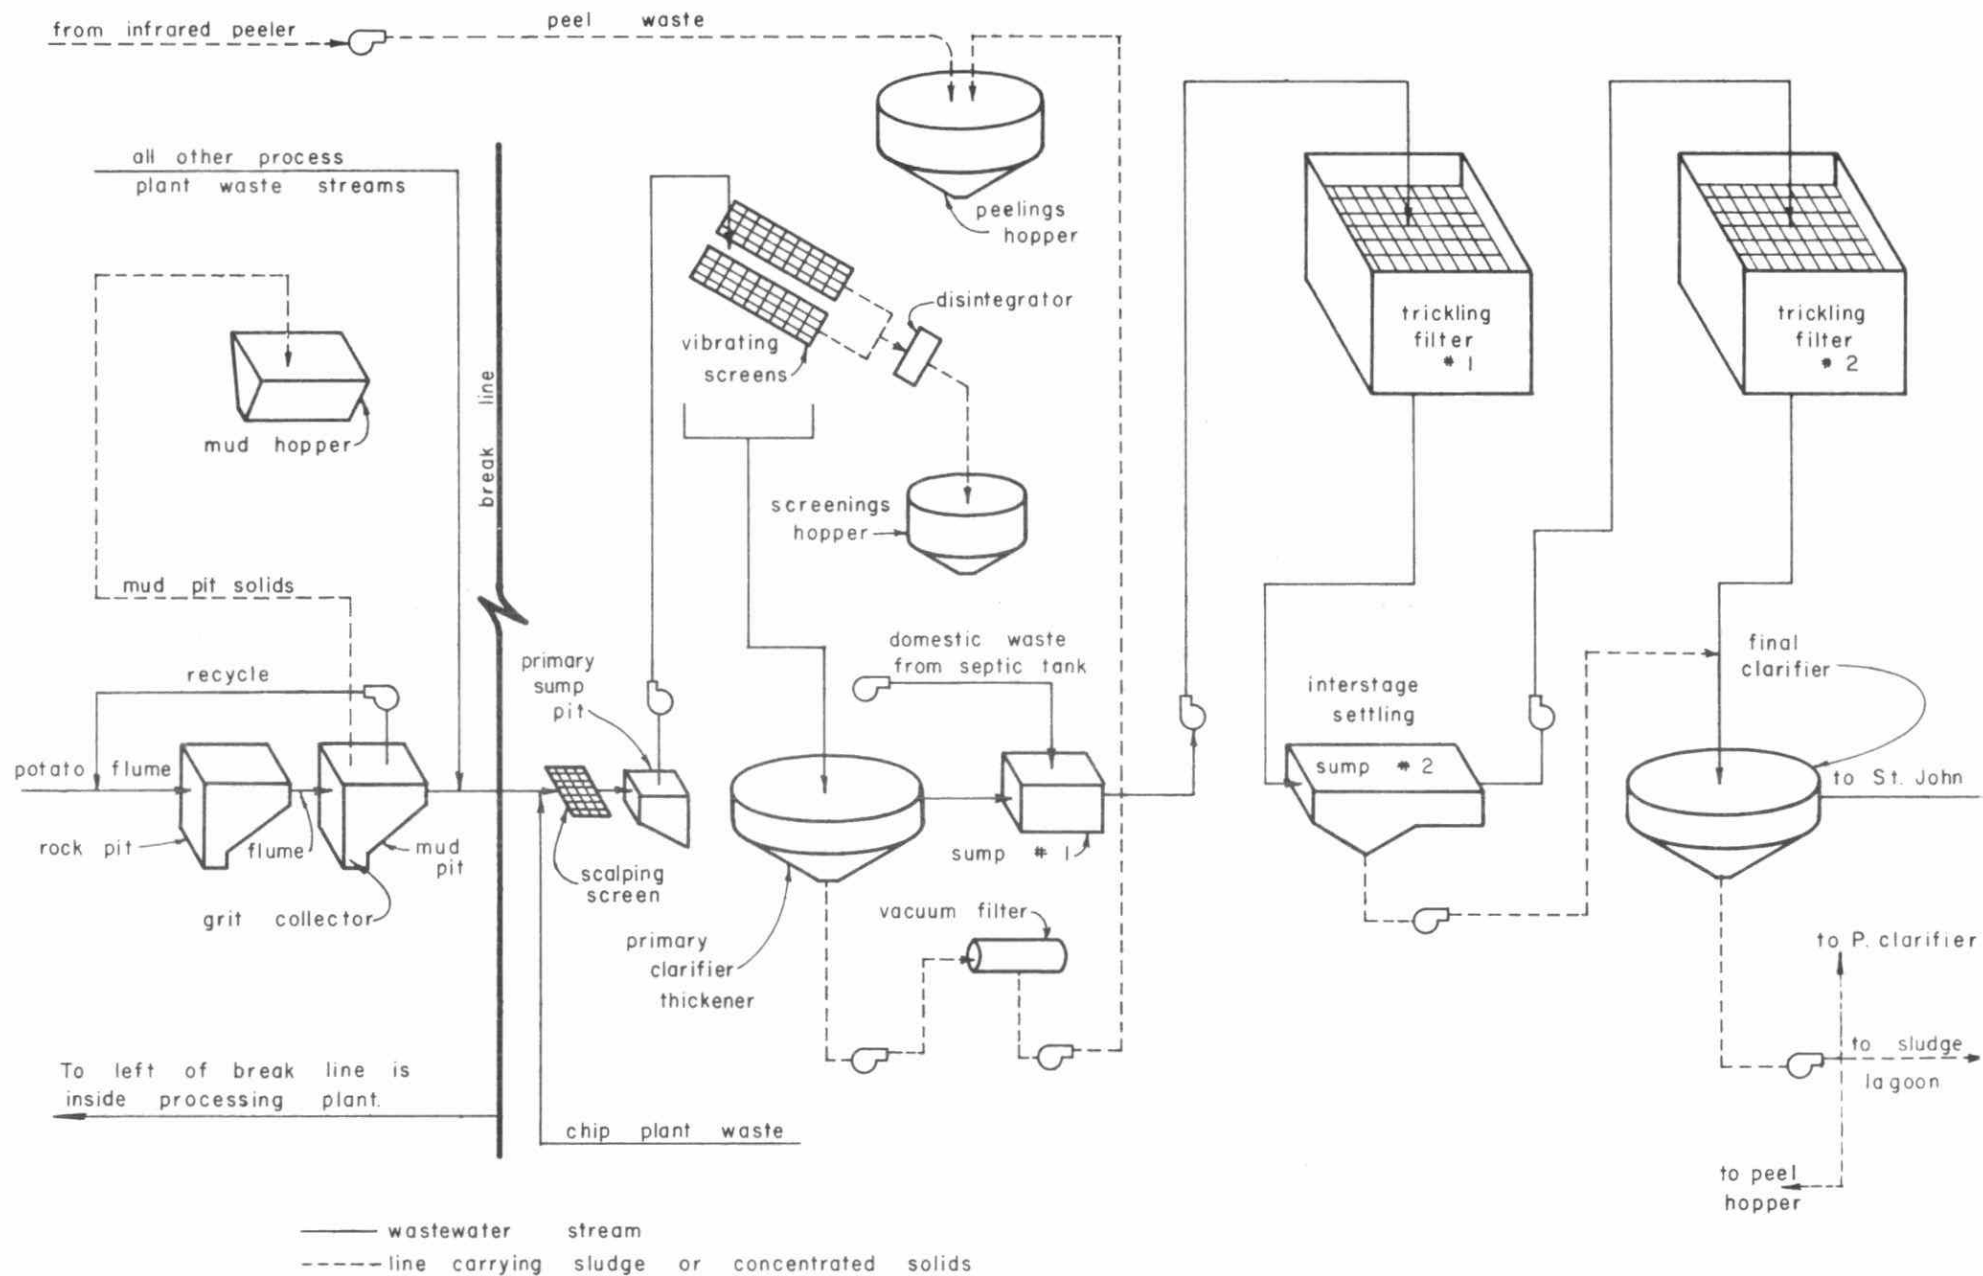 from infrared peeler
peel waste
all other process
plant waste streams
peelings
hopper
disintegrator
vibrating
screens
mud hopper
break line
screenings
hopper
trickling
filter
# 1
trickling
filter
# 2
mud pit solids
recycle
primary
sump
pit
domestic waste
from septic tank
interstage
settling
final
clarifier
potato flume
sump # 2
to St. John
rock pit
flume
mud
pit
grit collector
scalping
screen
sump # 1
vacuum filter
primary
clarifier
thickener
to P. clarifier
to sludge
lagoon
To left of break line is
inside processing plant.
chip plant waste
to peel
hopper
wastewater stream
line carrying sludge or concentrated solids